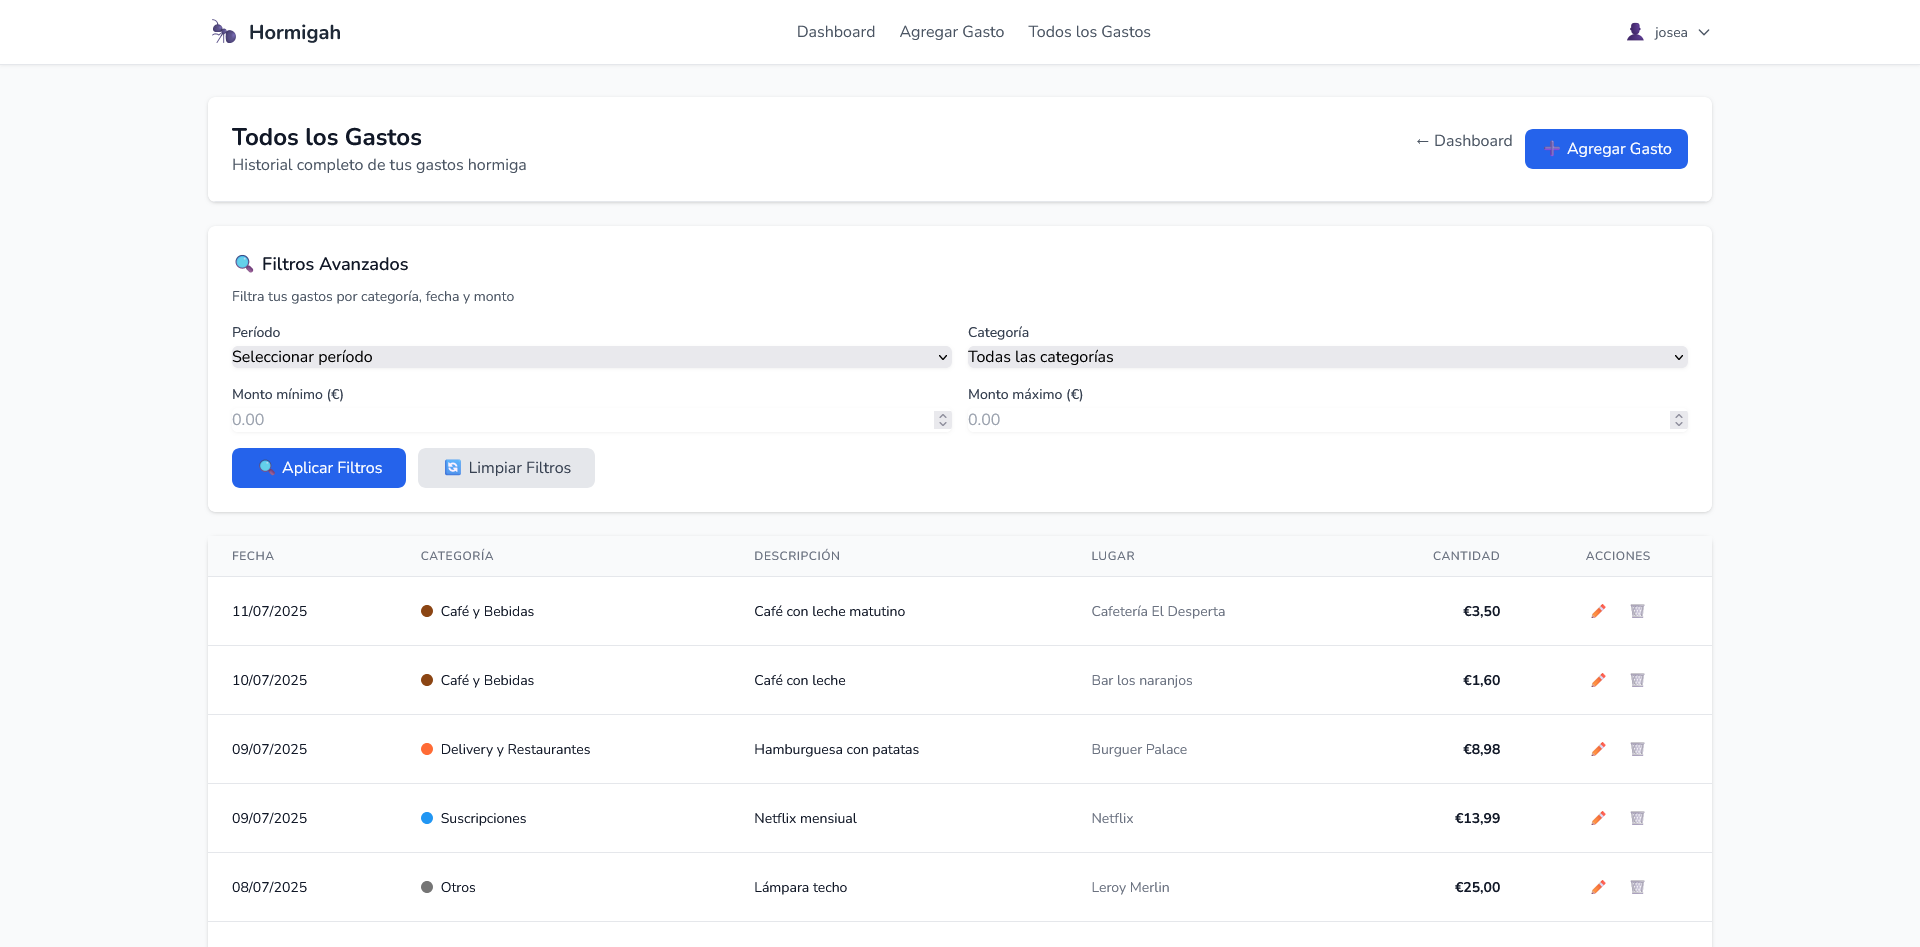 Hormigah
Dashboard Agregar Gasto Todos los Gastos
josea
Todos los Gastos
Historial completo de tus gastos hormiga
← Dashboard
Agregar Gasto
Filtros Avanzados
Filtra tus gastos por categoría, fecha y monto
Período
Seleccionar período
Categoría
Todas las categorías
Monto mínimo (€)
0.00
Monto máximo (€)
0.00
Aplicar Filtros
Limpiar Filtros
FECHA CATEGORÍA DESCRIPCIÓN LUGAR CANTIDAD ACCIONES
11/07/2025 Café y Bebidas Café con leche matutino Cafetería El Desperta €3,50
10/07/2025 Café y Bebidas Café con leche Bar los naranjos €1,60
09/07/2025 Delivery y Restaurantes Hamburguesa con patatas Burguer Palace €8,98
09/07/2025 Suscripciones Netflix mensiual Netflix €13,99
08/07/2025 Otros Lámpara techo Leroy Merlin €25,00